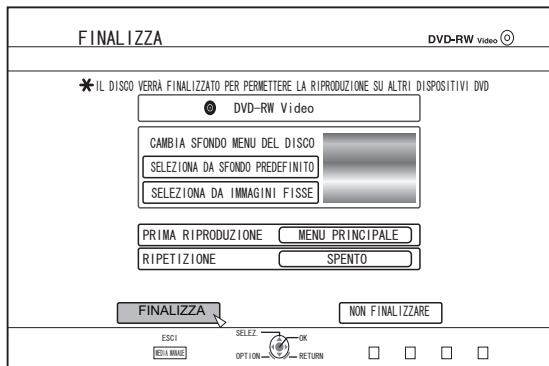 FINALIZZA
DVD-RW Video
IL DISCO VERRÀ FINALIZZATO PER PERMETTERE LA RIPRODUZIONE SU ALTRI DISPOSITIVI DVD
DVD-RW Video
CAMBIA SFONDO MENU DEL DISCO
SELEZIONA DA SFONDO PREDEFINITO
SELEZIONA DA IMMAGINI FISSE
PRIMA RIPRODUZIONE MENU PRINCIPALE
RIPETIZIONE SPENTO
FINALIZZA NON FINALIZZARE
ESCI SELEZ. OK
MEDIA MANAGE OPTION RETURN